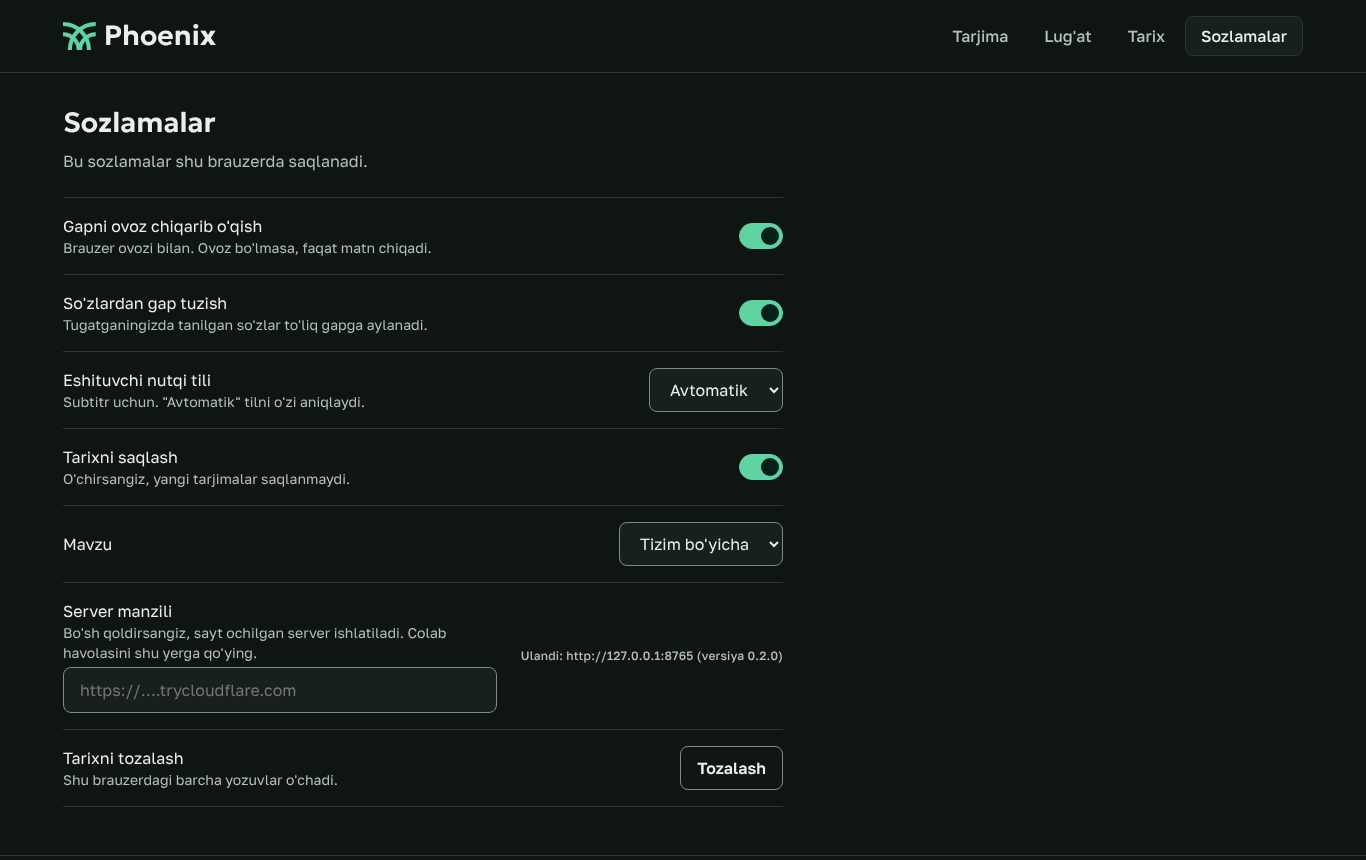 Phoenix
Tarjima
Lug'at
Tarix
Sozlamalar
Sozlamalar
Bu sozlamalar shu brauzerda saqlanadi.
Gapni ovoz chiqarib o'qish
Brauzer ovozi bilan. Ovoz bo'lmasa, faqat matn chiqadi.
So'zlardan gap tuzish
Tugatganingizda tanilgan so'zlar to'liq gapga aylanadi.
Eshituvchi nutqi tili
Subtitr uchun. "Avtomatik" tilni o'zi aniqlaydi.
Avtomatik
Tarixni saqlash
O'chirsangiz, yangi tarjimalar saqlanmaydi.
Mavzu
Tizim bo'yicha
Server manzili
Bo'sh qoldirsangiz, sayt ochilgan server ishlatiladi. Colab
havolasini shu yerga qo'ying.
https://....trycloudflare.com
Ulandi: http://127.0.0.1:8765 (versiya 0.2.0)
Tarixni tozalash
Shu brauzerdagi barcha yozuvlar o'chadi.
Tozalash